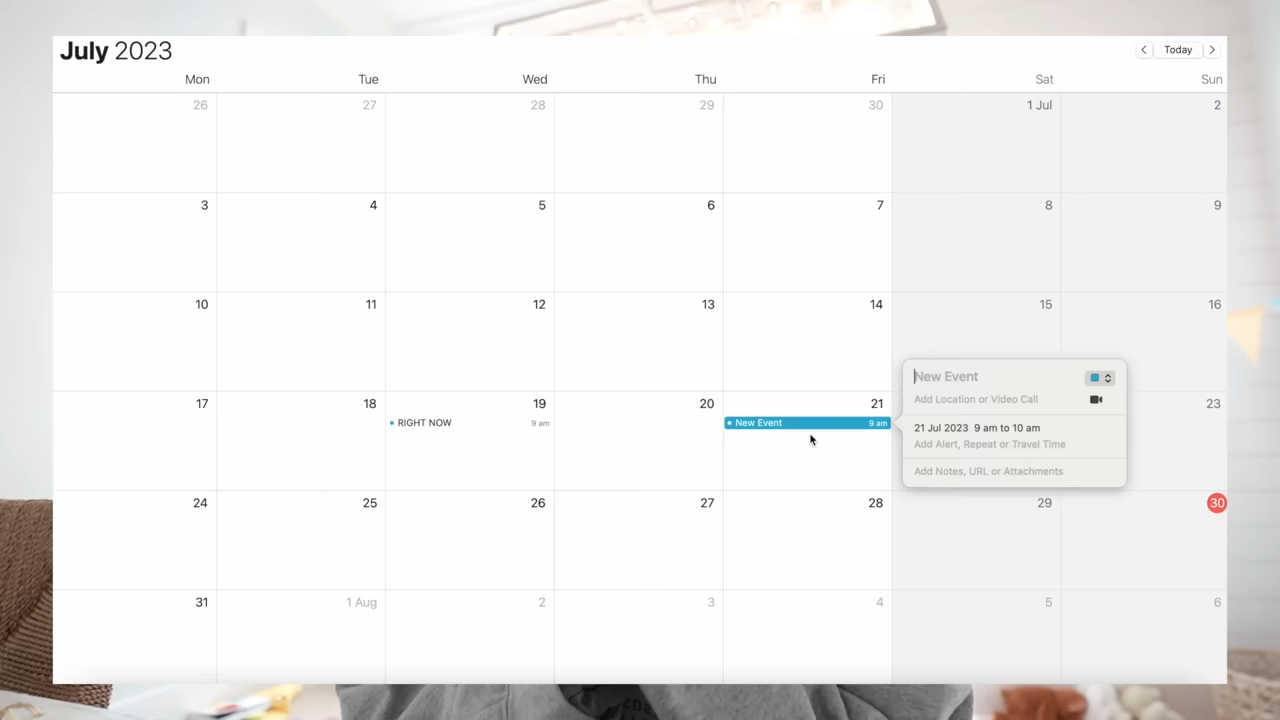 July 2023
Today
Mon Tue Wed Thu Fri Sat Sun
26 27 28 29 30 1 Jul 2
3 4 5 6 7 8 9
10 11 12 13 14 15 16
17 18 19 20 21 23
RIGHT NOW 9 am
New Event 9 am
New Event
Add Location or Video Call
21 Jul 2023 9 am to 10 am
Add Alert, Repeat or Travel Time
Add Notes, URL or Attachments
24 25 26 27 28 29 30
31 1 Aug 2 3 4 5 6